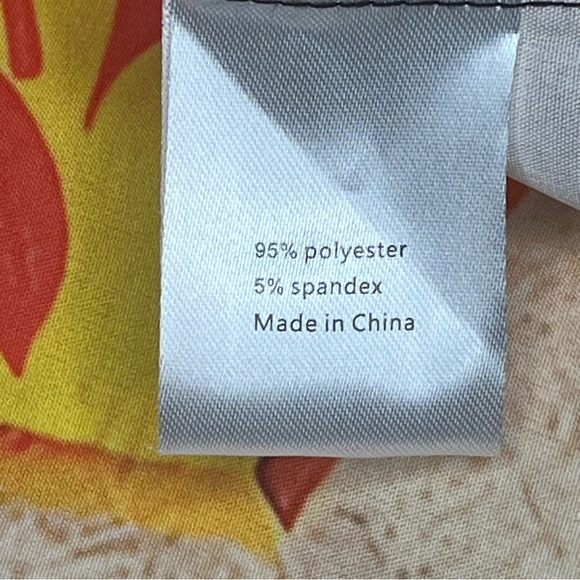 95% polyester
5% spandex
Made in China